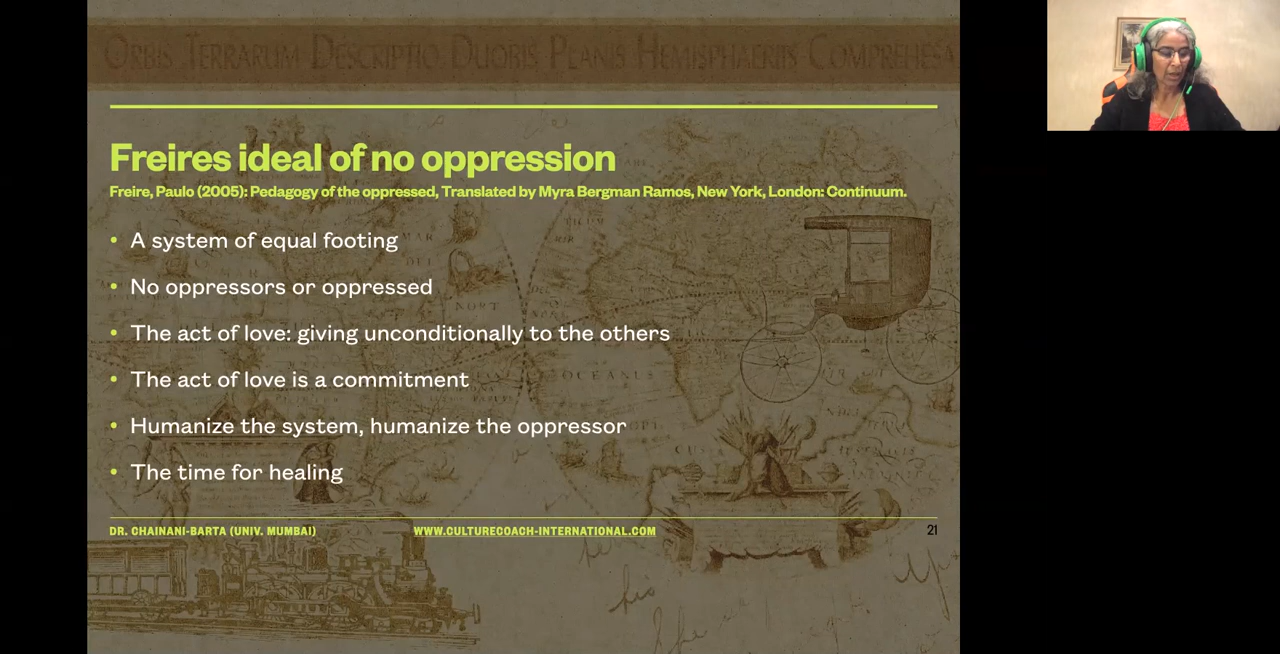 ORBIS TERRARUM DESCRIPTIO DUORIS PLANIS HEMISPHAERIIS COMPREHESA
Freires ideal of no oppression
Freire, Paulo (2005): Pedagogy of the oppressed, Translated by Myra Bergman Ramos, New York, London: Continuum.
• A system of equal footing
• No oppressors or oppressed
• The act of love: giving unconditionally to the others
• The act of love is a commitment
• Humanize the system, humanize the oppressor
• The time for healing
DR. CHAINANI-BARTA (UNIV. MUMBAI) WWW.CULTURECOACH-INTERNATIONAL.COM 21